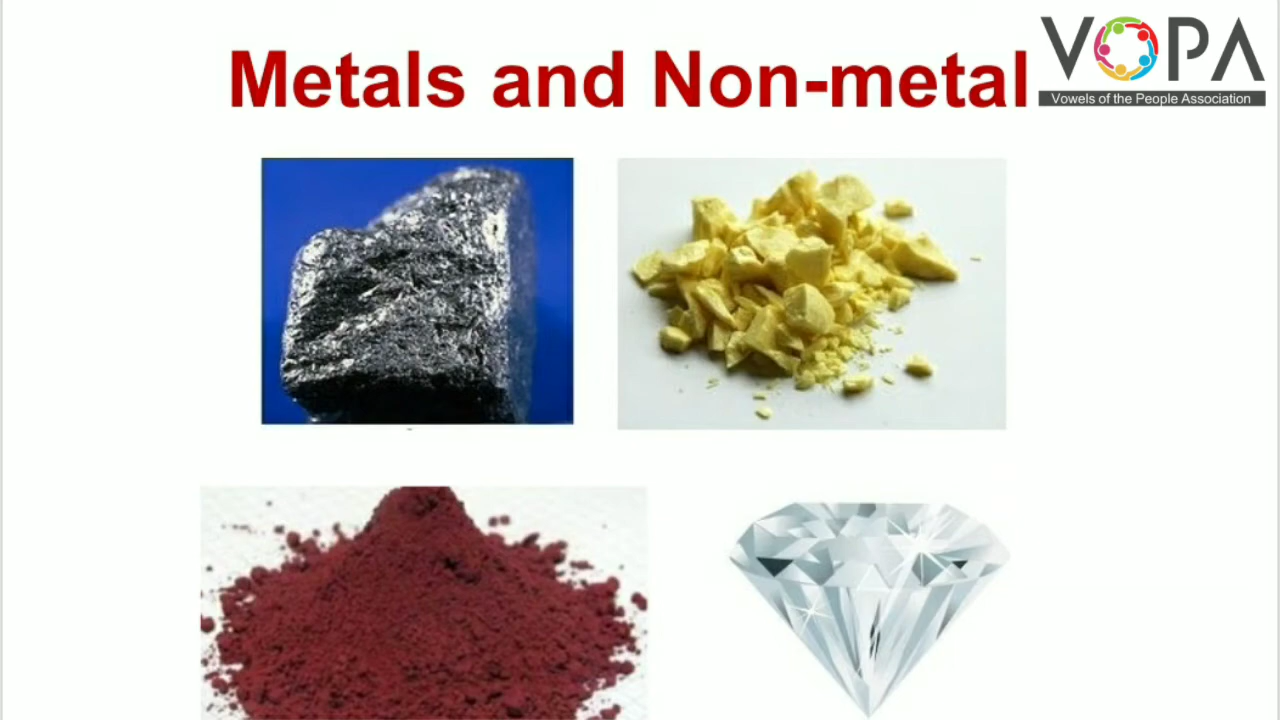 Metals and Non-metal
VOPA
Vowels of the People Association